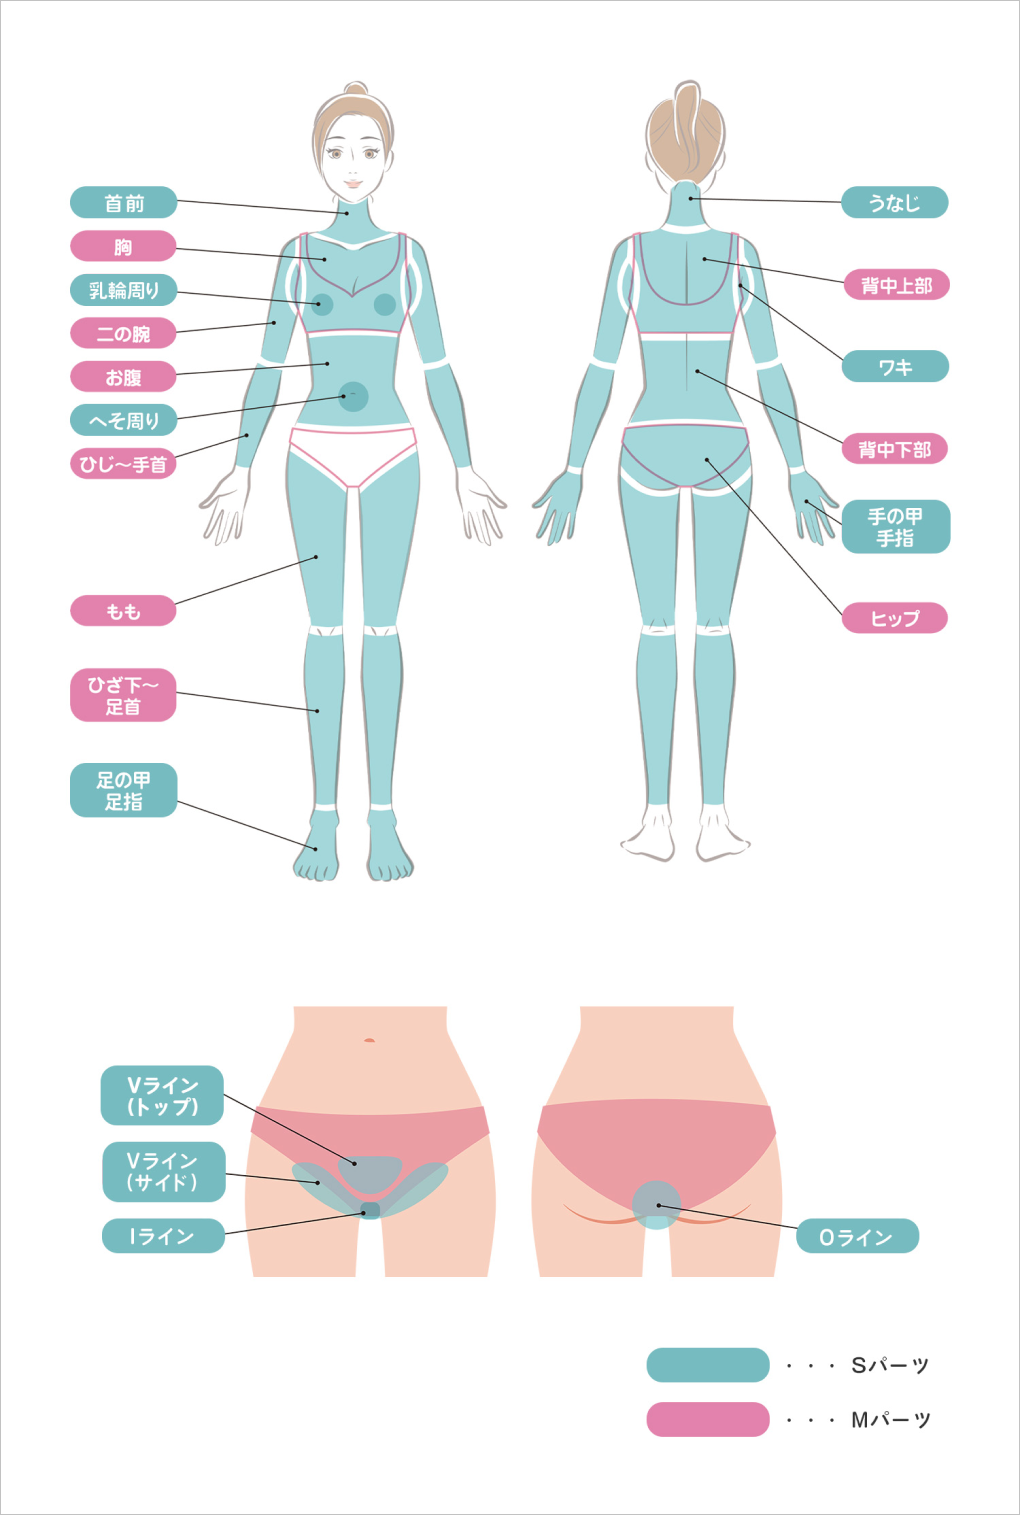 首前
胸
乳輪周り
二の腕
お腹
へそ周り
ひじ〜手首
もも
ひざ下〜
足首
足の甲
足指
うなじ
背中上部
ワキ
背中下部
手の甲
手指
ヒップ
Vライン
(トップ)
Vライン
(サイド)
Iライン
Oライン
・・・ Sパーツ
・・・ Mパーツ